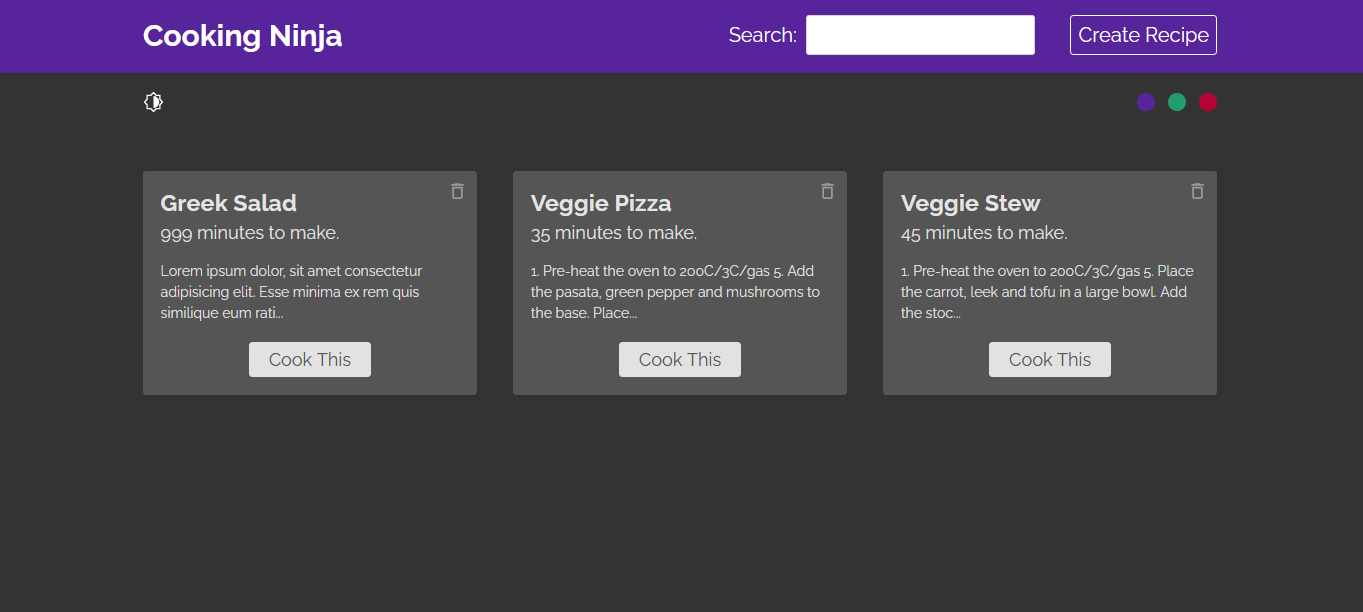 Cooking Ninja
Search:
Create Recipe
Greek Salad
999 minutes to make.
Lorem ipsum dolor, sit amet consectetur
adipisicing elit. Esse minima ex rem quis
similique eum rati...
Cook This
Veggie Pizza
35 minutes to make.
1. Pre-heat the oven to 200C/3C/gas 5. Add
the pasata, green pepper and mushrooms to
the base. Place...
Cook This
Veggie Stew
45 minutes to make.
1. Pre-heat the oven to 200C/3C/gas 5. Place
the carrot, leek and tofu in a large bowl. Add
the stoc...
Cook This